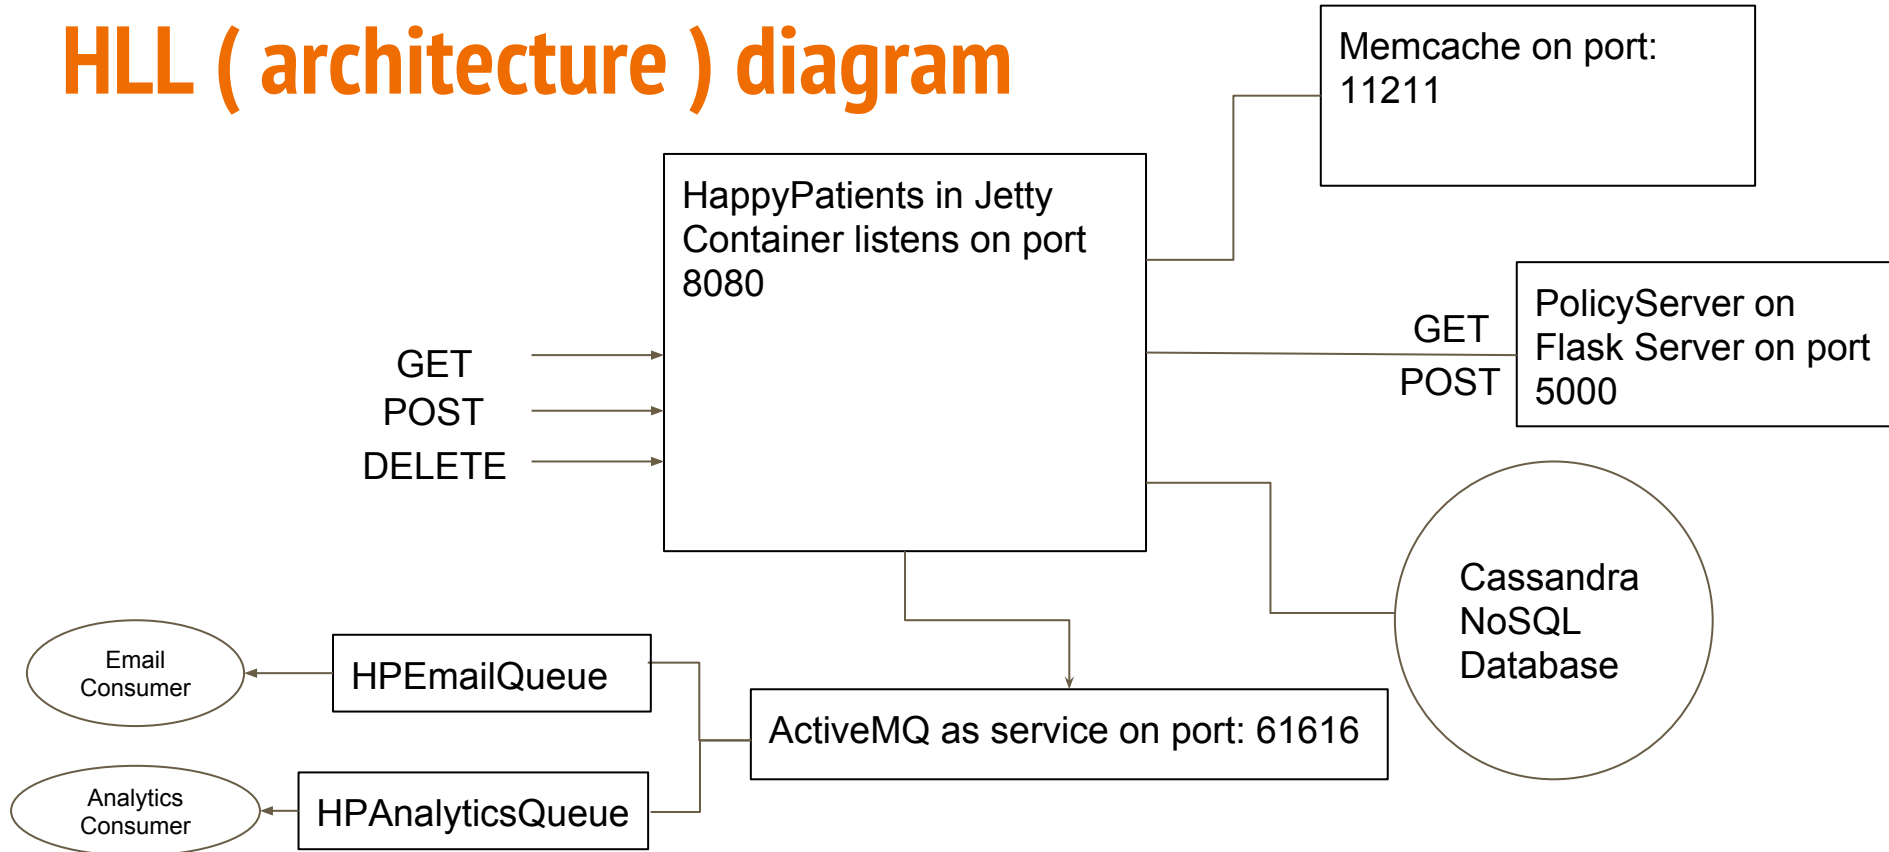 HLL ( architecture ) diagram
Memcache on port:
11211
HappyPatients in Jetty
Container listens on port
8080
GET
POST
DELETE
GET
POST
PolicyServer on
Flask Server on port
5000
Cassandra
NoSQL
Database
Email
Consumer
HPEmailQueue
ActiveMQ as service on port: 61616
Analytics
Consumer
HPAnalyticsQueue